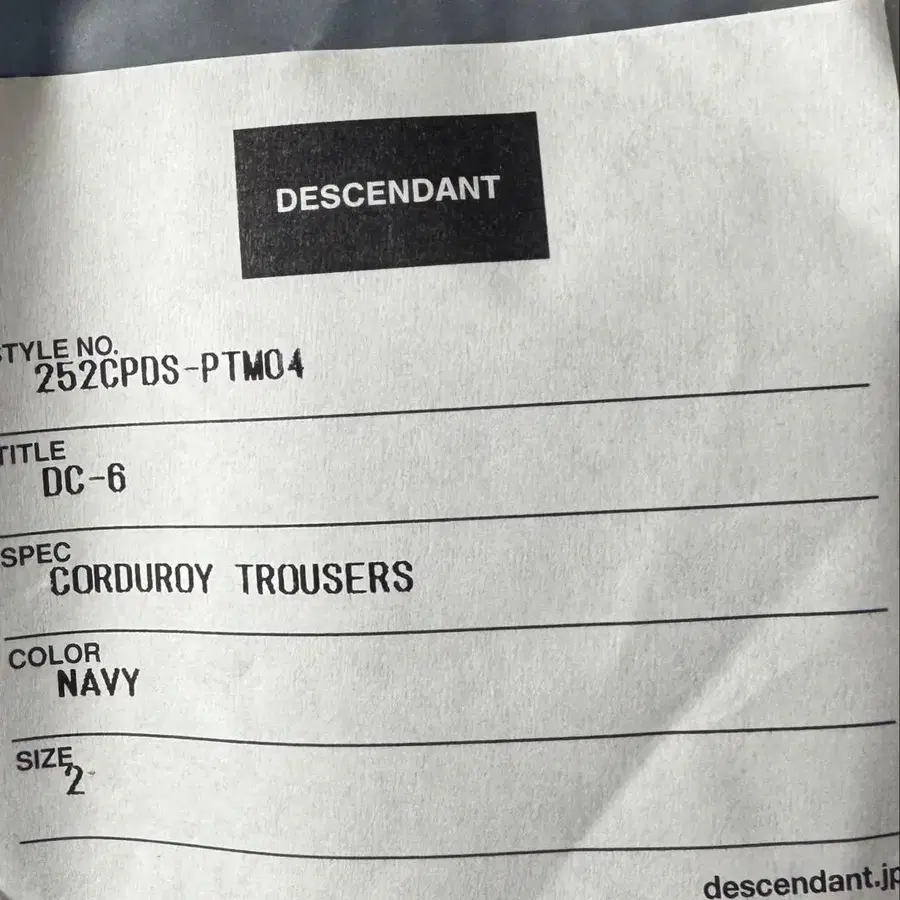 DESCENDANT
STYLE NO.
252CPDS-PTM04
TITLE
DC-6
SPEC
CORDUROY TROUSERS
COLOR
NAVY
SIZE
2
descendant.jp